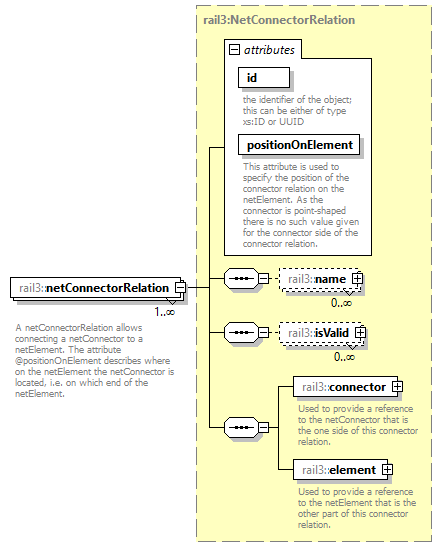 rail3:NetConnectorRelation
attributes
id
the identifier of the object;
this can be either of type
xs:ID or UUID
positionOnElement
This attribute is used to
specify the position of the
connector relation on the
netElement. As the
connector is point-shaped
there is no such value given
for the connector side of the
connector relation.
rail3::netConnectorRelation
1..∞
A netConnectorRelation allows
connecting a netConnector to a
netElement. The attribute
@positionOnElement describes where
on the netElement the netConnector is
located, i.e. on which end of the
netElement.
rail3::name
0..∞
rail3::isValid
0..∞
rail3::connector
Used to provide a reference
to the netConnector that is
the one side of this connector
relation.
rail3::element
Used to provide a reference
to the netElement that is the
other part of this connector
relation.